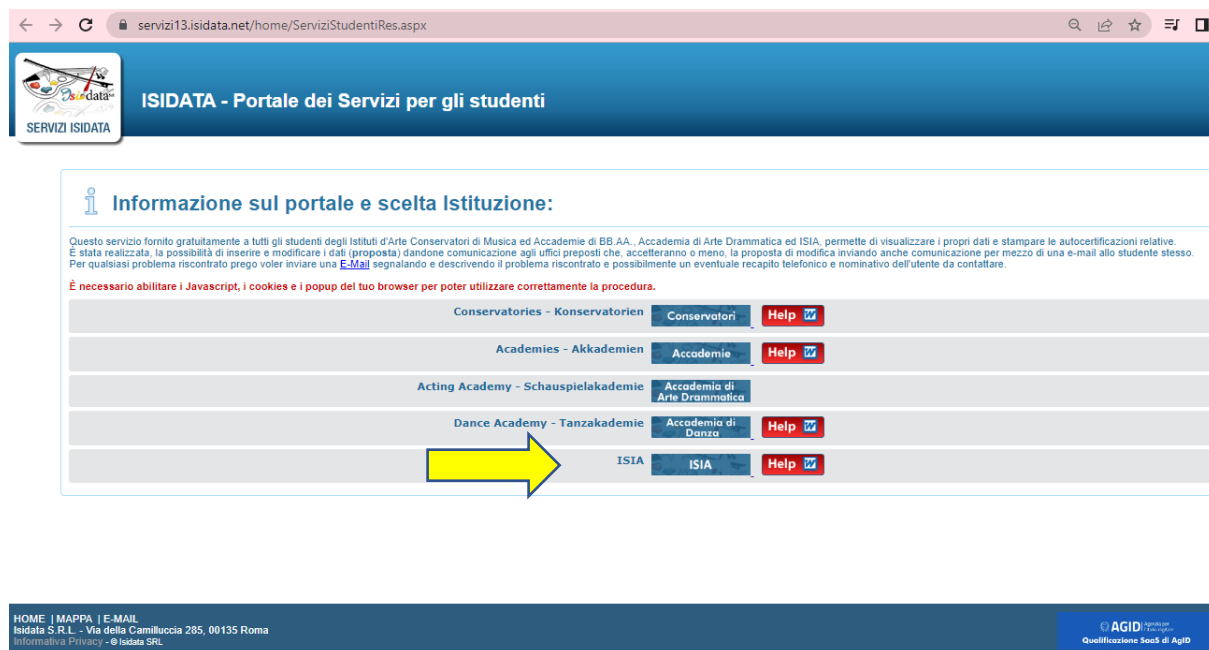 servizi13.isidata.net/home/ServiziStudentiRes.aspx
Isidata
SERVIZI ISIDATA
ISIDATA - Portale dei Servizi per gli studenti
Informazione sul portale e scelta Istituzione:
Questo servizio fornito gratuitamente a tutti gli studenti degli Istituti d'Arte Conservatori di Musica ed Accademie di BB.AA., Accademia di Arte Drammatica ed ISIA, permette di visualizzare i propri dati e stampare le autocertificazioni relative.
È stata realizzata, la possibilità di inserire e modificare i dati (proposta) dandone comunicazione agli uffici preposti che, accetteranno o meno, la proposta di modifica inviando anche comunicazione per mezzo di una e-mail allo studente stesso.
Per qualsiasi problema riscontrato prego voler inviare una E-Mail segnalando e descrivendo il problema riscontrato e possibilmente un eventuale recapito telefonico e nominativo dell'utente da contattare.
È necessario abilitare i Javascript, i cookies e i popup del tuo browser per poter utilizzare correttamente la procedura.
Conservatories - Konservatorien Conservatori Help W
Academies - Akkademien Accademie Help W
Acting Academy - Schauspielakademie Accademia di
Arte Drammatica
Dance Academy - Tanzakademie Accademia di
Danza Help W
ISIA ISIA Help W
HOME | MAPPA | E-MAIL
Isidata S.R.L. - Via della Camilluccia 285, 00135 Roma
Informativa Privacy - © Isidata SRL
AGID
Qualificazione SaaS di AgID